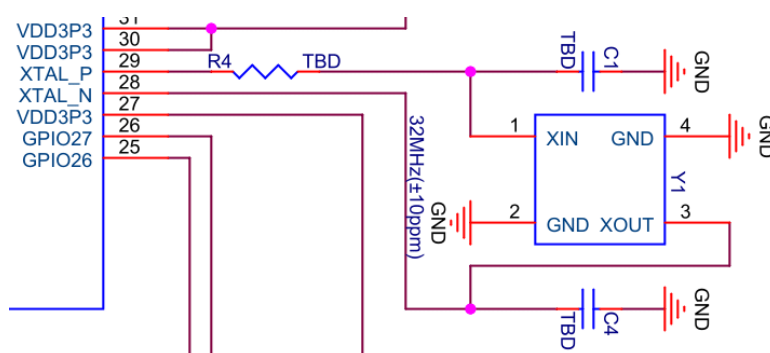 31
VDD3P3
30
VDD3P3
29
XTAL_P
R4
TBD
28
XTAL_N
27
VDD3P3
26
GPIO27
25
GPIO26
TBD
C1
GND
32MHz(±10ppm)
1
XIN
GND
4
GND
Y1
GND
2
GND
XOUT
3
TBD
C4
GND